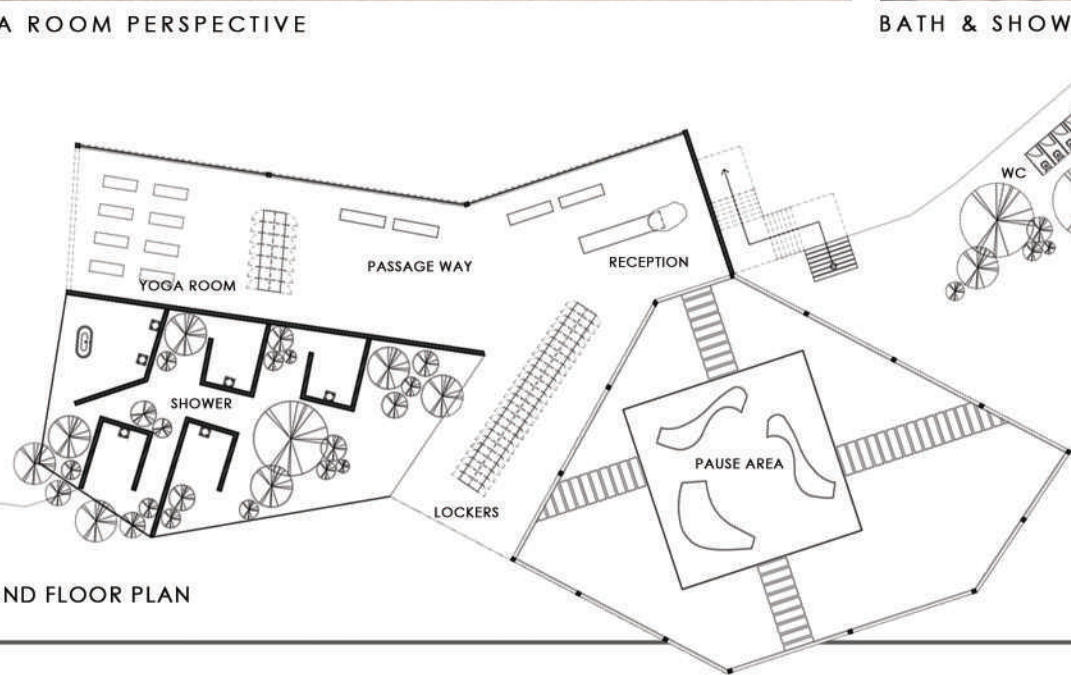 A ROOM PERSPECTIVE
BATH & SHOW
WC
PASSAGE WAY
RECEPTION
YOGA ROOM
SHOWER
PAUSE AREA
LOCKERS
ND FLOOR PLAN